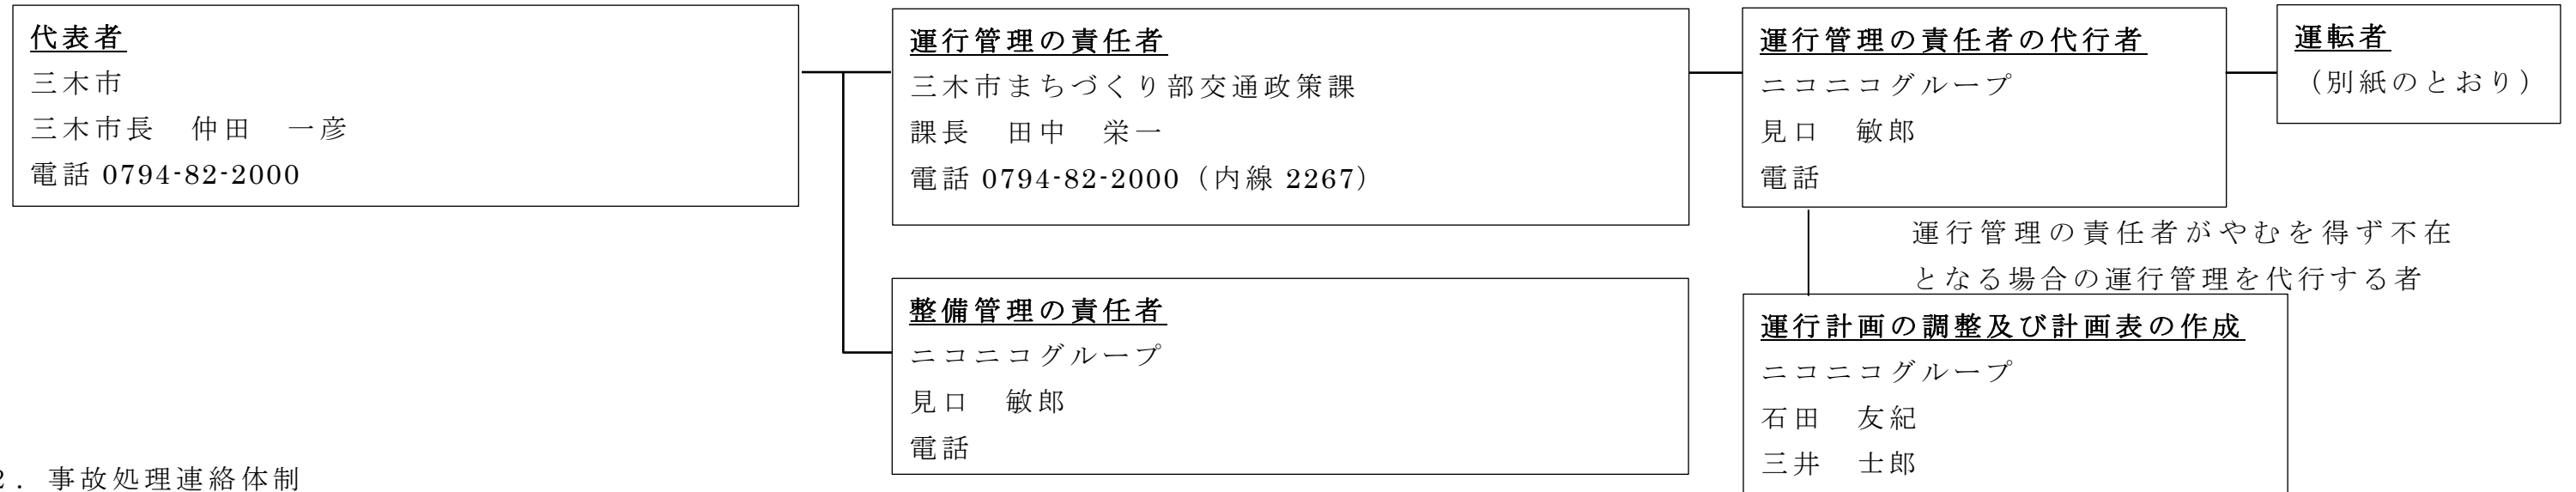 代表者
三木市
三木市長　仲田　一彦
電話 0794-82-2000
運行管理の責任者
三木市まちづくり部交通政策課
課長　田中　栄一
電話 0794-82-2000（内線 2267）
運行管理の責任者の代行者
ニコニコグループ
見口　敏郎
電話
運転者
（別紙のとおり）
運行管理の責任者がやむを得ず不在
となる場合の運行管理を代行する者
整備管理の責任者
ニコニコグループ
見口　敏郎
電話
運行計画の調整及び計画表の作成
ニコニコグループ
石田　友紀
三井　士郎
2．事故処理連絡体制